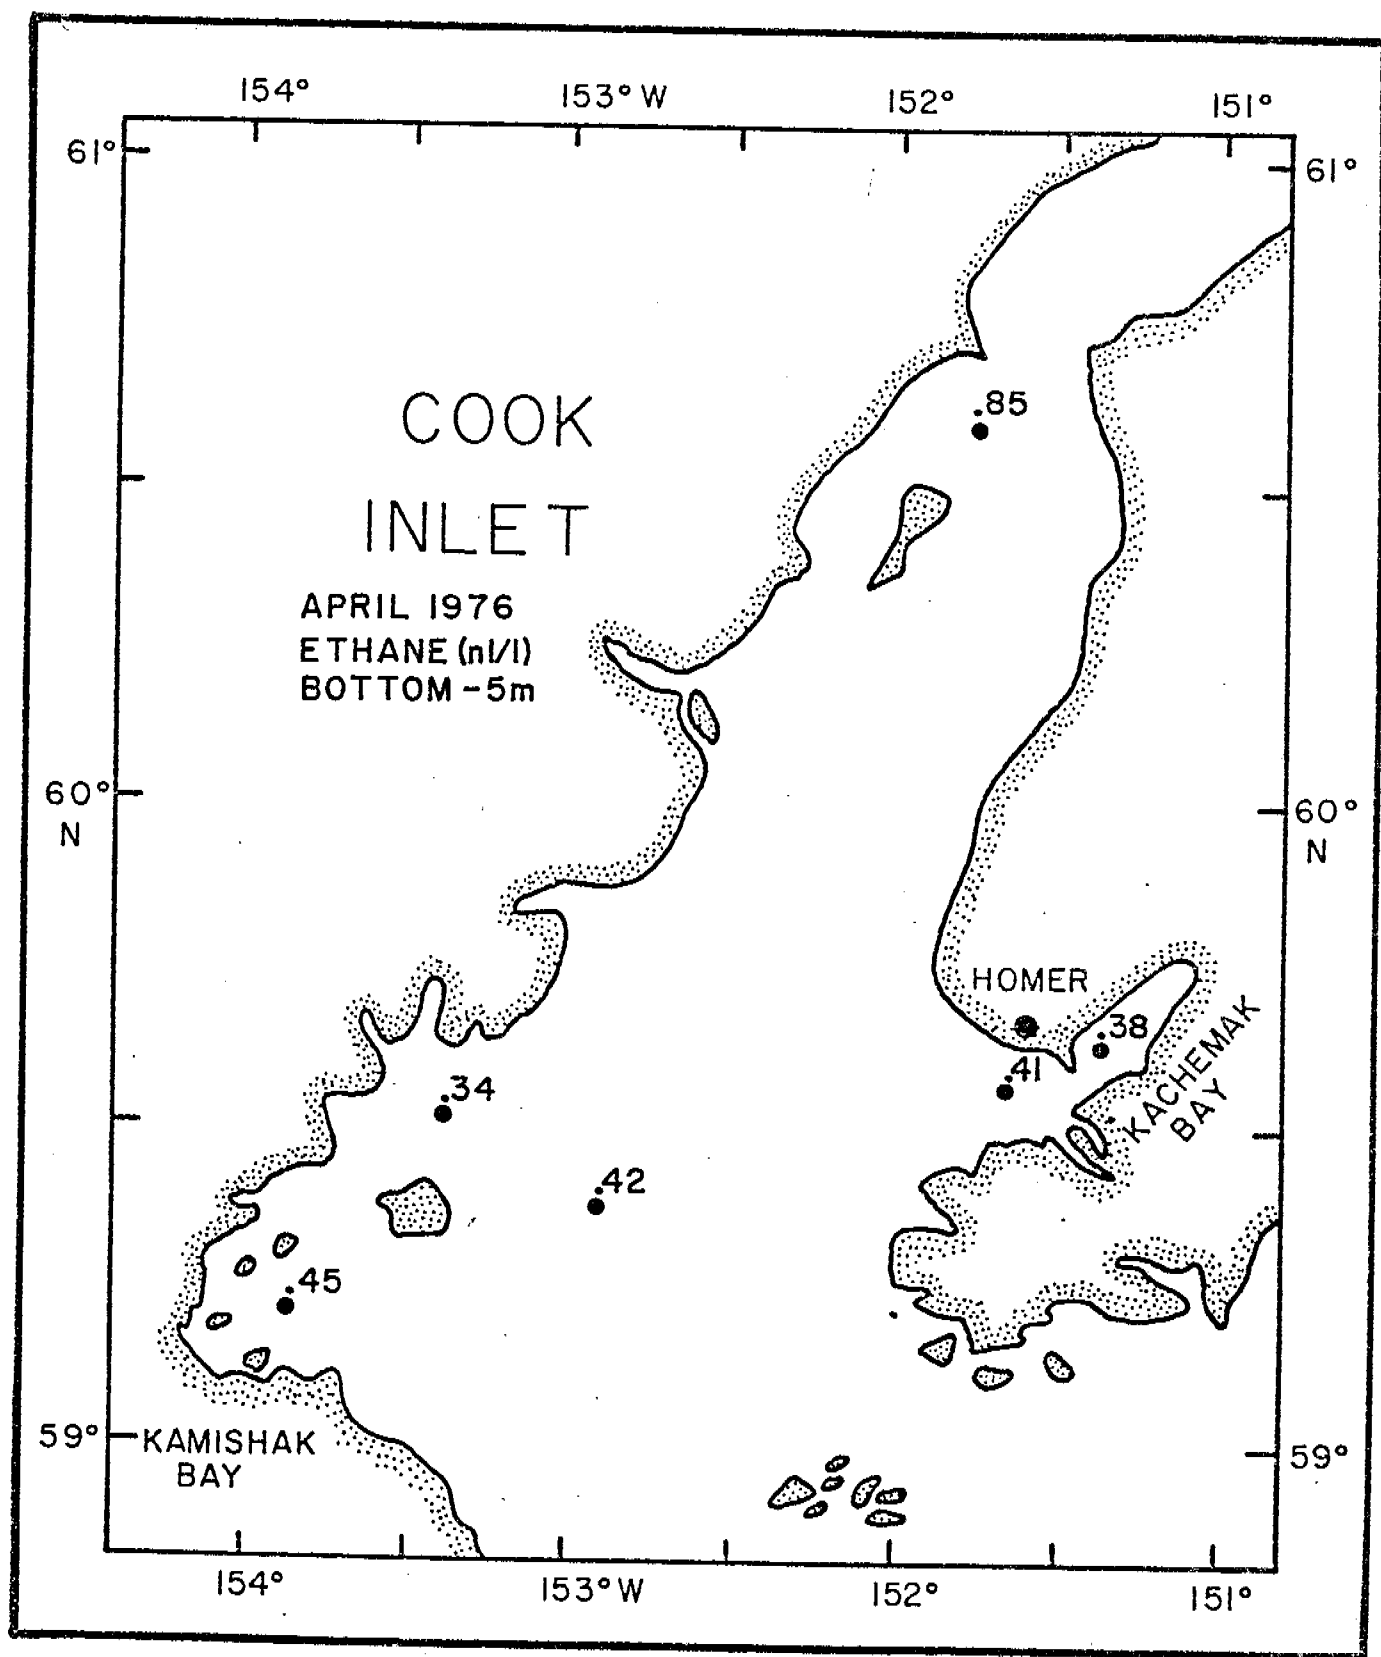 154° 153° W 152° 151°
61° 61°
.85
COOK
INLET
APRIL 1976
ETHANE (nl/l)
BOTTOM - 5m
60° 60°
N N
HOMER
.38
.41
KACHEMAK
BAY
.34
.42
.45
59° 59°
KAMISHAK
BAY
154° 153° W 152° 151°